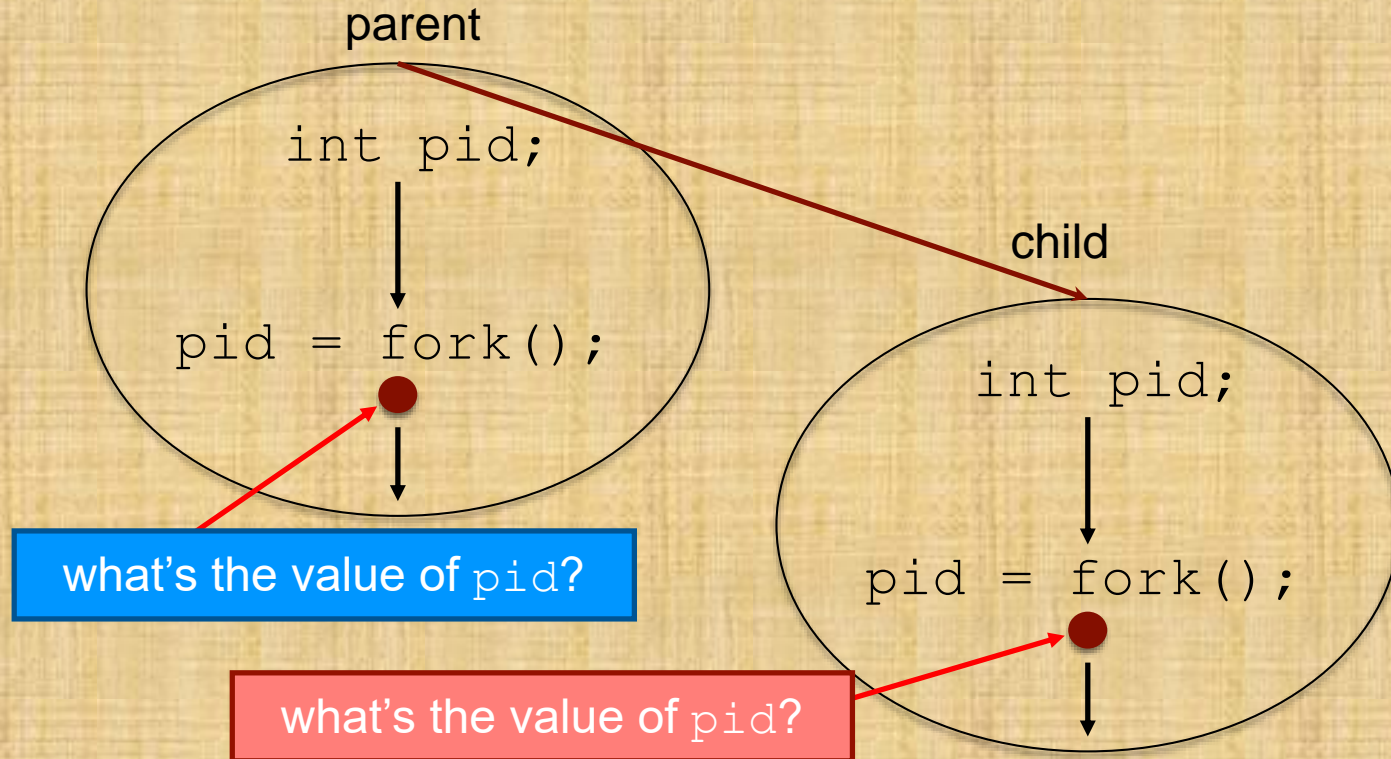 parent
int pid;
pid = fork();
what's the value of pid?
child
int pid;
pid = fork();
what’s the value of pid?